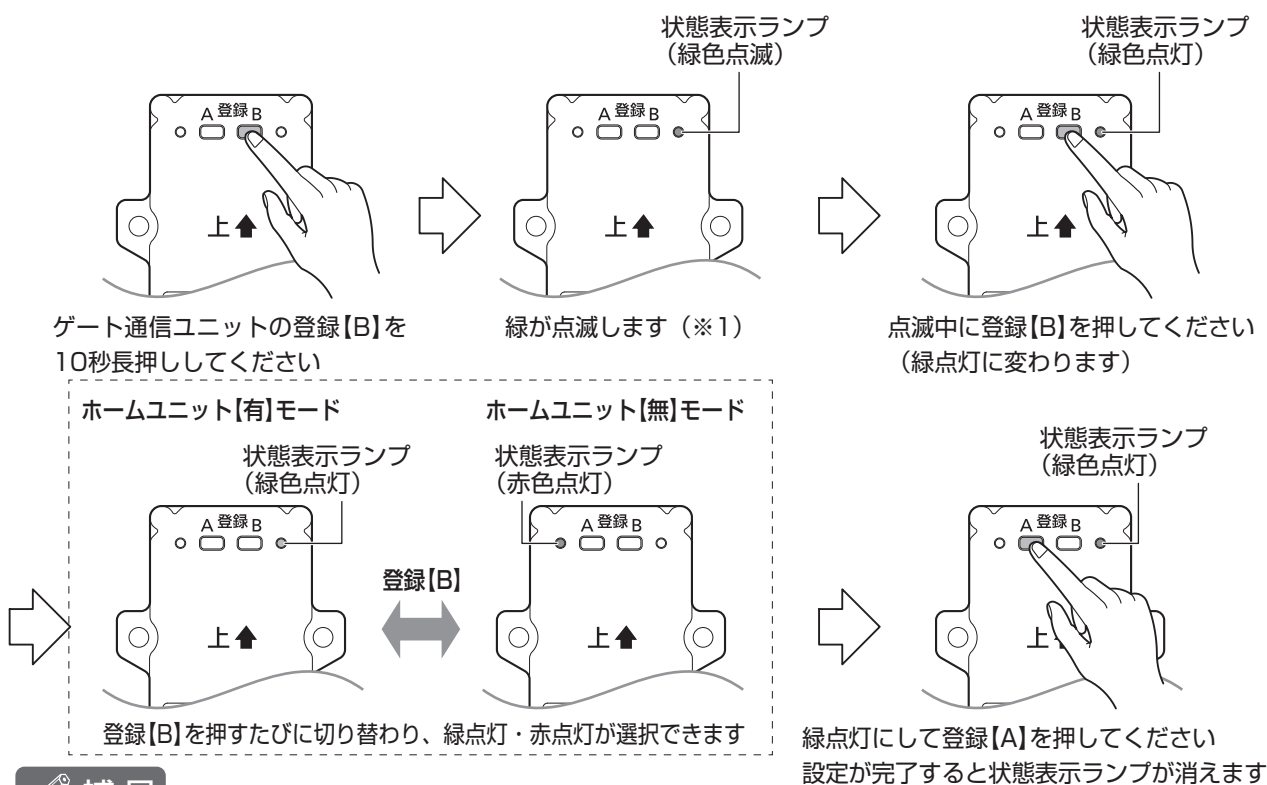 状態表示ランプ
（緑色点滅）
状態表示ランプ
（緑色点灯）
A 登録 B
上
A 登録 B
上
A 登録 B
上
ゲート通信ユニットの登録【B】を
10秒長押ししてください
緑が点滅します（※1）
点滅中に登録【B】を押してください
（緑点灯に変わります）
ホームユニット【有】モード
ホームユニット【無】モード
状態表示ランプ
（緑色点灯）
状態表示ランプ
（赤色点灯）
状態表示ランプ
（緑色点灯）
A 登録 B
上
登録【B】
A 登録 B
上
A 登録 B
上
登録【B】を押すたびに切り替わり、緑点灯・赤点灯が選択できます
緑点灯にして登録【A】を押してください
設定が完了すると状態表示ランプが消えます